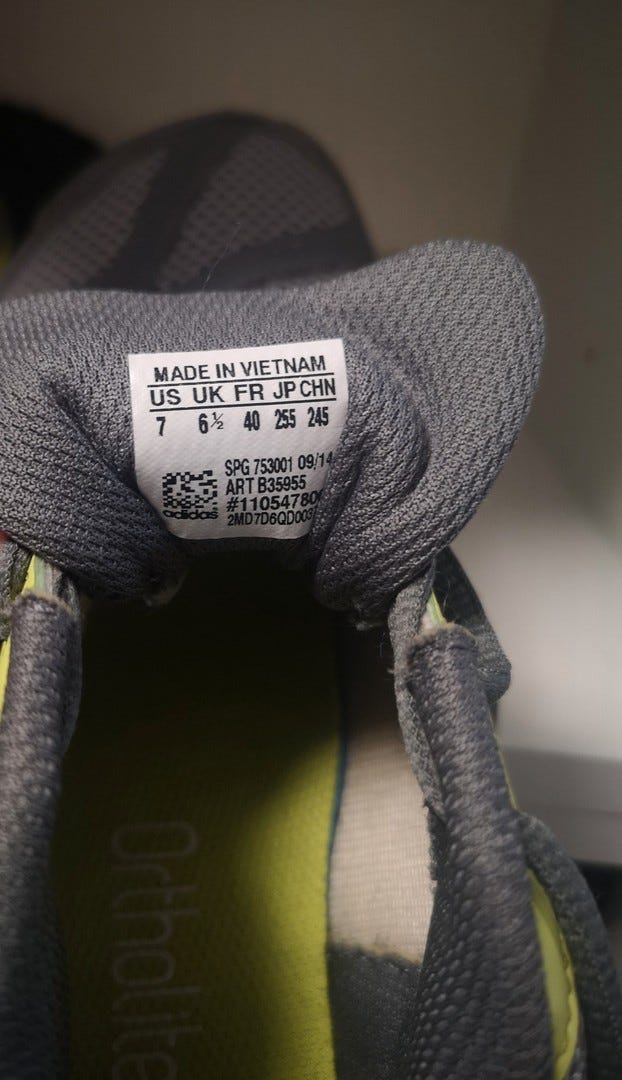 MADE IN VIETNAM
US UK FR JP CHN
7 6½ 40 255 245
SPG 753001 09/14
ART B35955
adidas
Ortholite